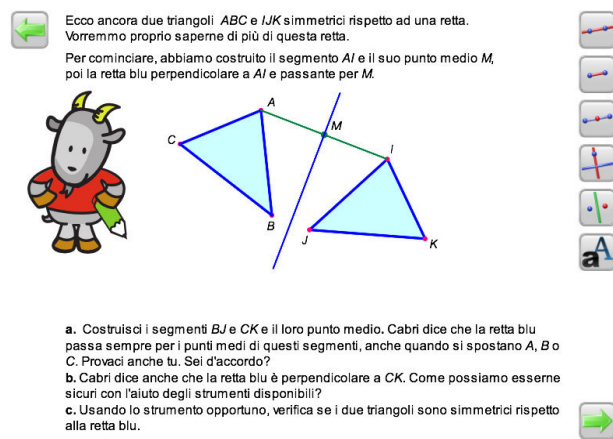 Ecco ancora due triangoli ABC e IJK simmetrici rispetto ad una retta.
Vorremmo proprio saperne di più di questa retta.
Per cominciare, abbiamo costruito il segmento AI e il suo punto medio M,
poi la retta blu perpendicolare a AI e passante per M.
A
M
C
I
B
J
K
aA
a. Costruisci i segmenti BJ e CK e il loro punto medio. Cabri dice che la retta blu
passa sempre per i punti medi di questi segmenti, anche quando si spostano A, B o
C. Provaci anche tu. Sei d'accordo?
b. Cabri dice anche che la retta blu è perpendicolare a CK. Come possiamo esserne
sicuri con l'aiuto degli strumenti disponibili?
c. Usando lo strumento opportuno, verifica se i due triangoli sono simmetrici rispetto
alla retta blu.